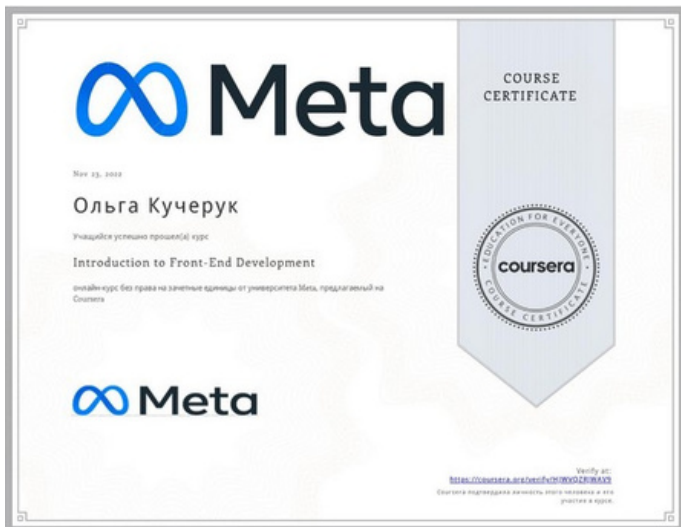 Meta
COURSE
CERTIFICATE
Nov 23, 2022
Ольга Кучерук
Учащийся успешно прошел(а) курс
Introduction to Front-End Development
онлайн-курс без права на зачетные единицы от университета Meta, предлагаемый на
Coursera
EDUCATION FOR EVERYONE
coursera
COURSE CERTIFICATE
Meta
Verify at:
Coursera подтвердила личность этого человека и его
участие в курсе.